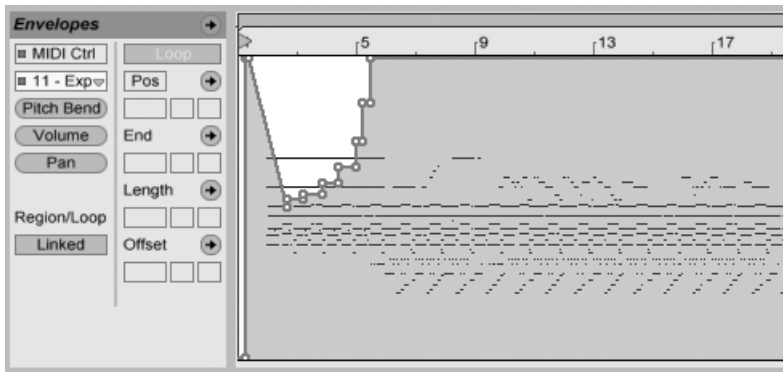 Envelopes
MIDI Ctrl
Loop
11 - Exp
Pos
Pitch Bend
Volume
End
Pan
Length
Region/Loop
Linked
Offset
5
9
13
17